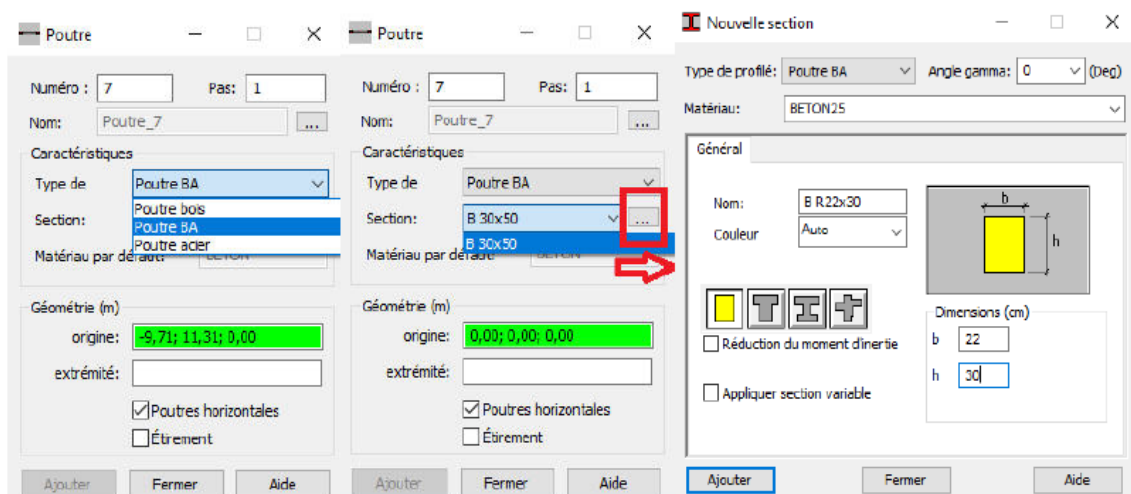 Poutre
Numéro : 7 Pas: 1
Nom: Poutre_7 ...
Caractéristiques
Type de Poutre BA
Poutre bois
Section: Poutre BA
Poutre acier
Matériau par défaut: BETON
Géométrie (m)
origine: -9,71; 11,31; 0,00
extrémité:
Poutres horizontales
Étirement
Ajouter Fermer Aide
Poutre
Numéro : 7 Pas: 1
Nom: Poutre_7 ...
Caractéristiques
Type de Poutre BA
Section: B 30x50 ...
B 30x50
Matériau par défaut: BETON
Géométrie (m)
origine: 0,00; 0,00; 0,00
extrémité:
Poutres horizontales
Étirement
Ajouter Fermer Aide
Nouvelle section
Type de profilé: Poutre BA Angle gamma: 0 (Deg)
Matériau: BETON25
Général
Nom: B R22x30
Couleur Auto
b
h
Réduction du moment d'inertie
Appliquer section variable
Dimensions (cm)
b 22
h 30
Ajouter Fermer Aide